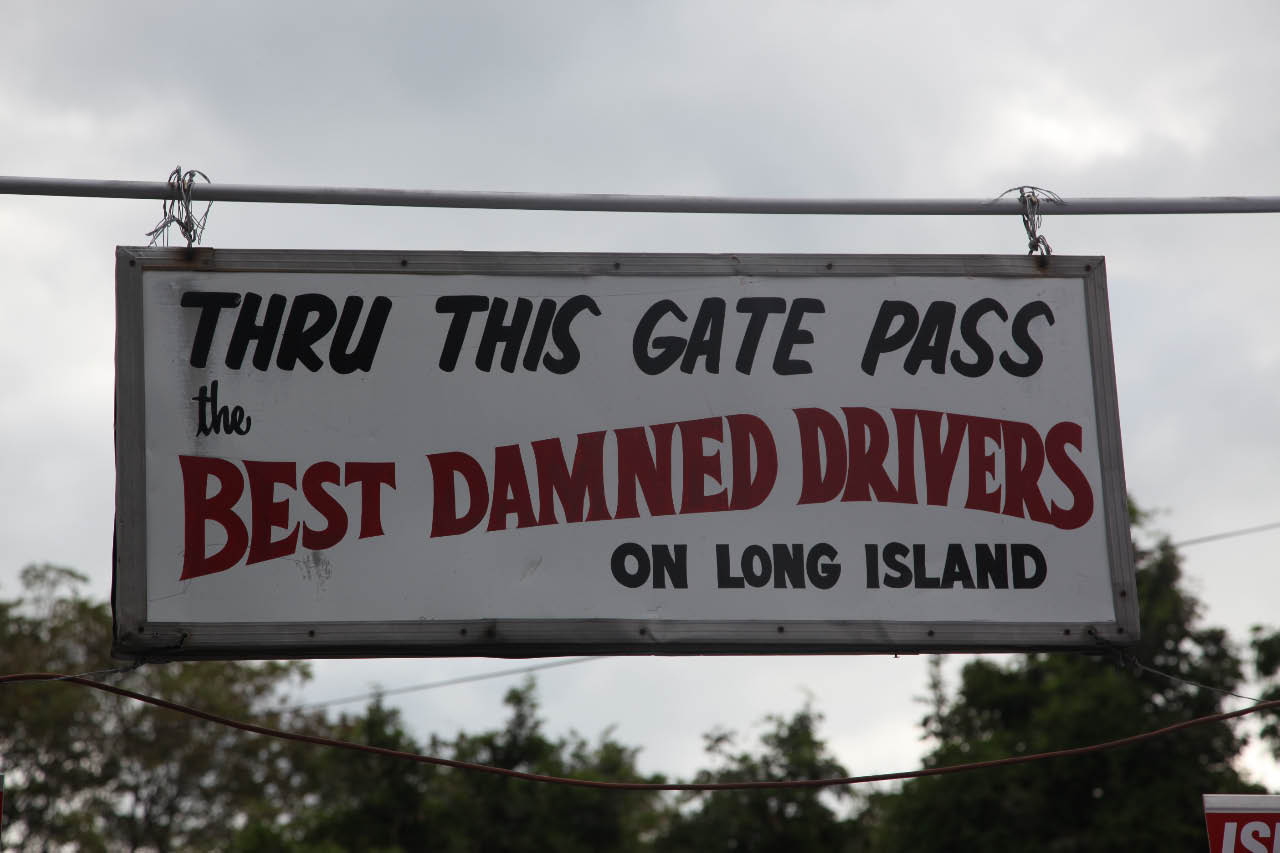 THRU THIS GATE PASS
the
BEST DAMNED DRIVERS
ON LONG ISLAND